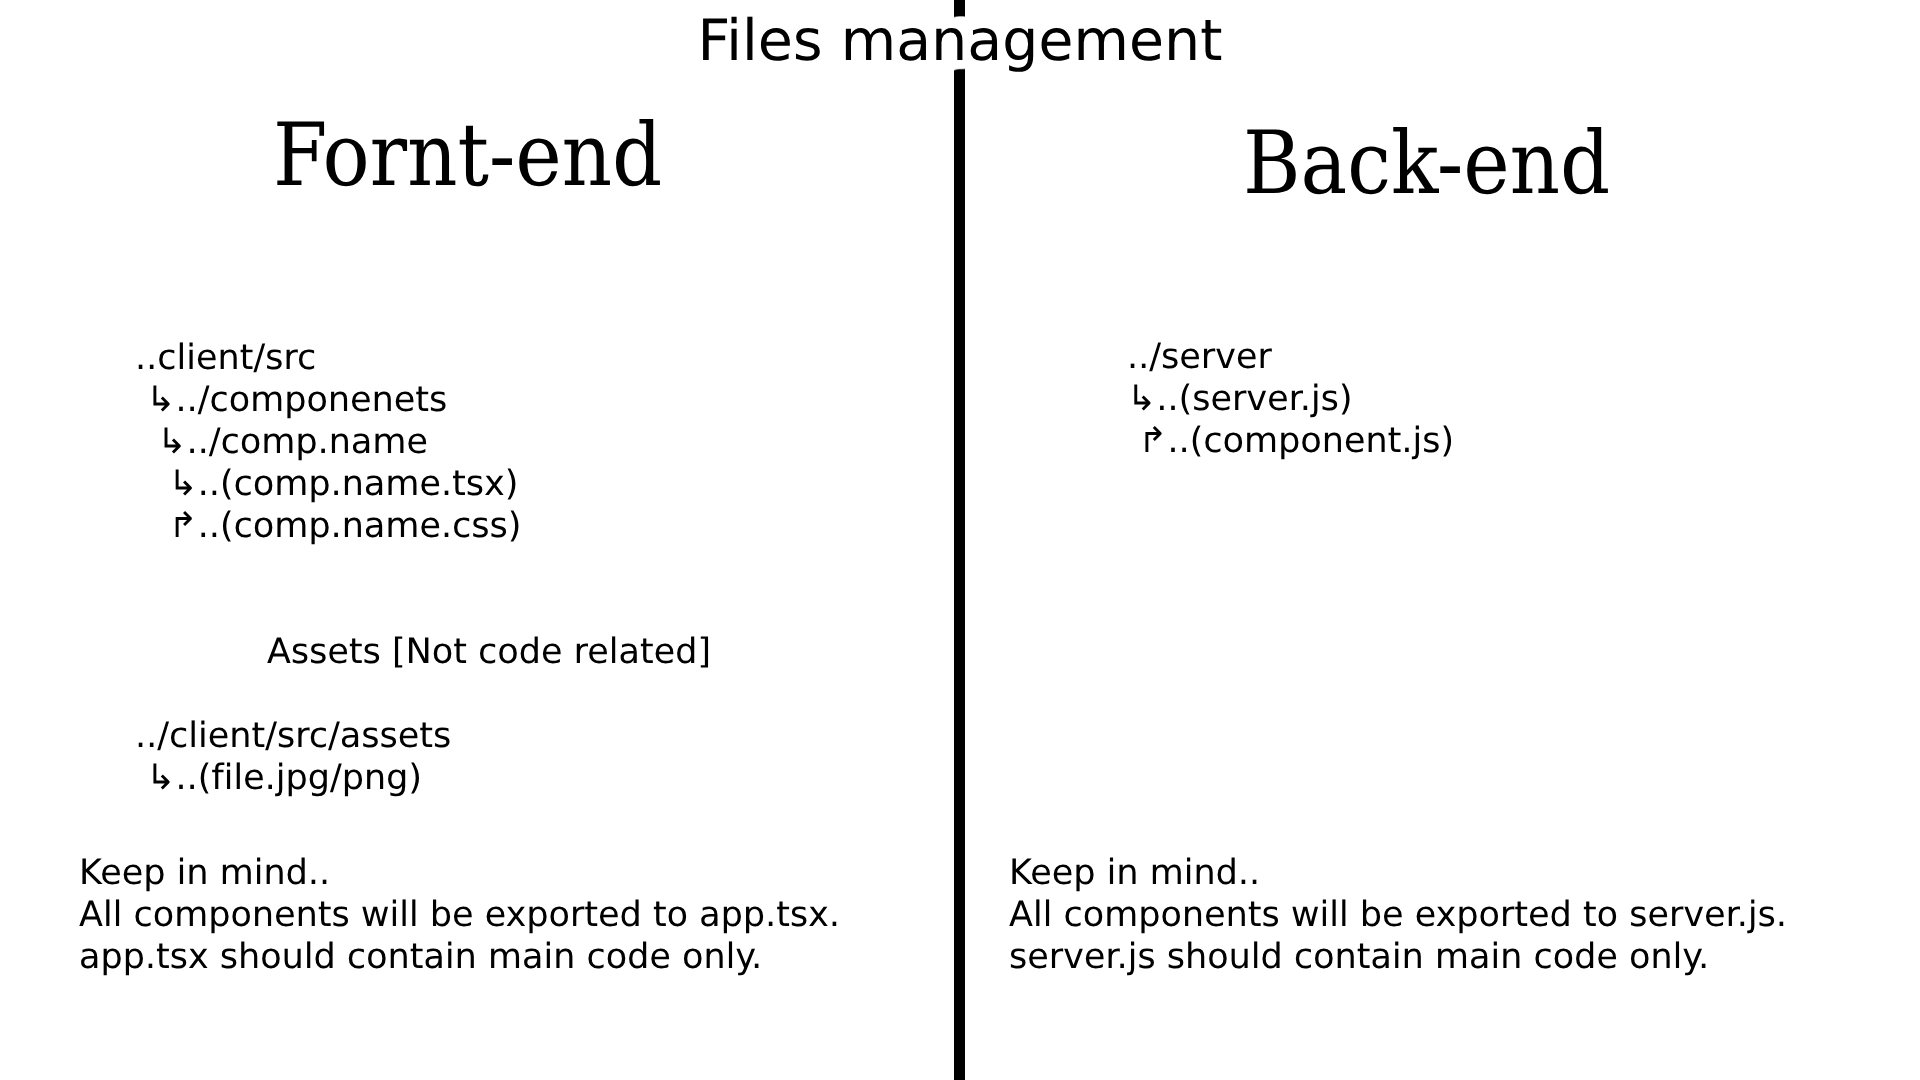 Files management
Fornt-end
..client/src
↳../componenets
↳../comp.name
↳..(comp.name.tsx)
↱..(comp.name.css)
Assets [Not code related]
../client/src/assets
↳..(file.jpg/png)
Keep in mind..
All components will be exported to app.tsx.
app.tsx should contain main code only.
Back-end
../server
↳..(server.js)
↱..(component.js)
Keep in mind..
All components will be exported to server.js.
server.js should contain main code only.